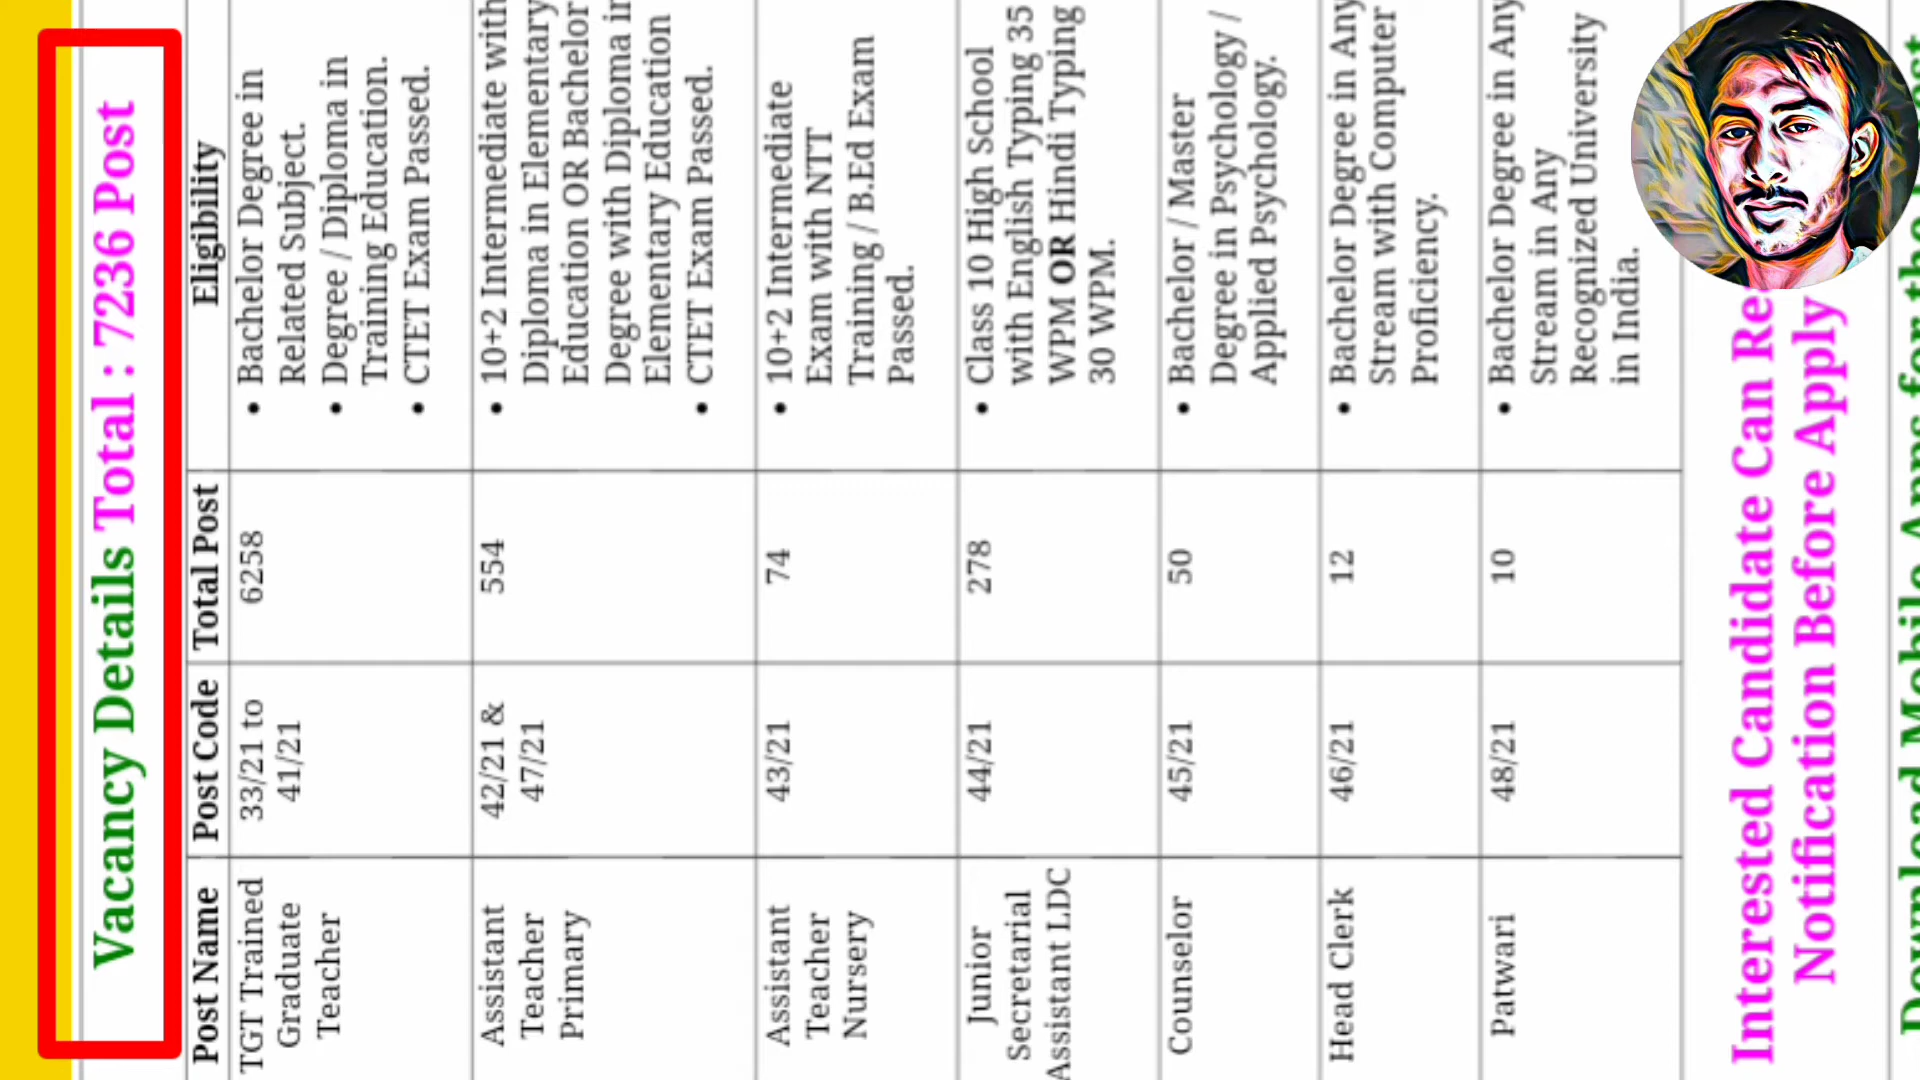 Vacancy Details Total : 7236 Post
Post Name
Post Code
Total Post
Eligibility
TGT Trained
Graduate
Teacher
33/21 to
41/21
6258
• Bachelor Degree in
Related Subject.
• Degree / Diploma in
Training Education.
• CTET Exam Passed.
Assistant
Teacher
Primary
42/21 &
47/21
554
• 10+2 Intermediate with
Diploma in Elementary
Education OR Bachelor
Degree with Diploma in
Elementary Education
• CTET Exam Passed.
Assistant
Teacher
Nursery
43/21
74
• 10+2 Intermediate
Exam with NTT
Training / B.Ed Exam
Passed.
Junior
Secretarial
Assistant LDC
44/21
278
• Class 10 High School
with English Typing 35
WPM OR Hindi Typing
30 WPM.
Counselor
45/21
50
• Bachelor / Master
Degree in Psychology /
Applied Psychology.
Head Clerk
46/21
12
• Bachelor Degree in Any
Stream with Computer
Proficiency.
Patwari
48/21
10
• Bachelor Degree in Any
Stream in Any
Recognized University
in India.
Interested Candidate Can Re
Notification Before Apply
Download Mobile Apps for the